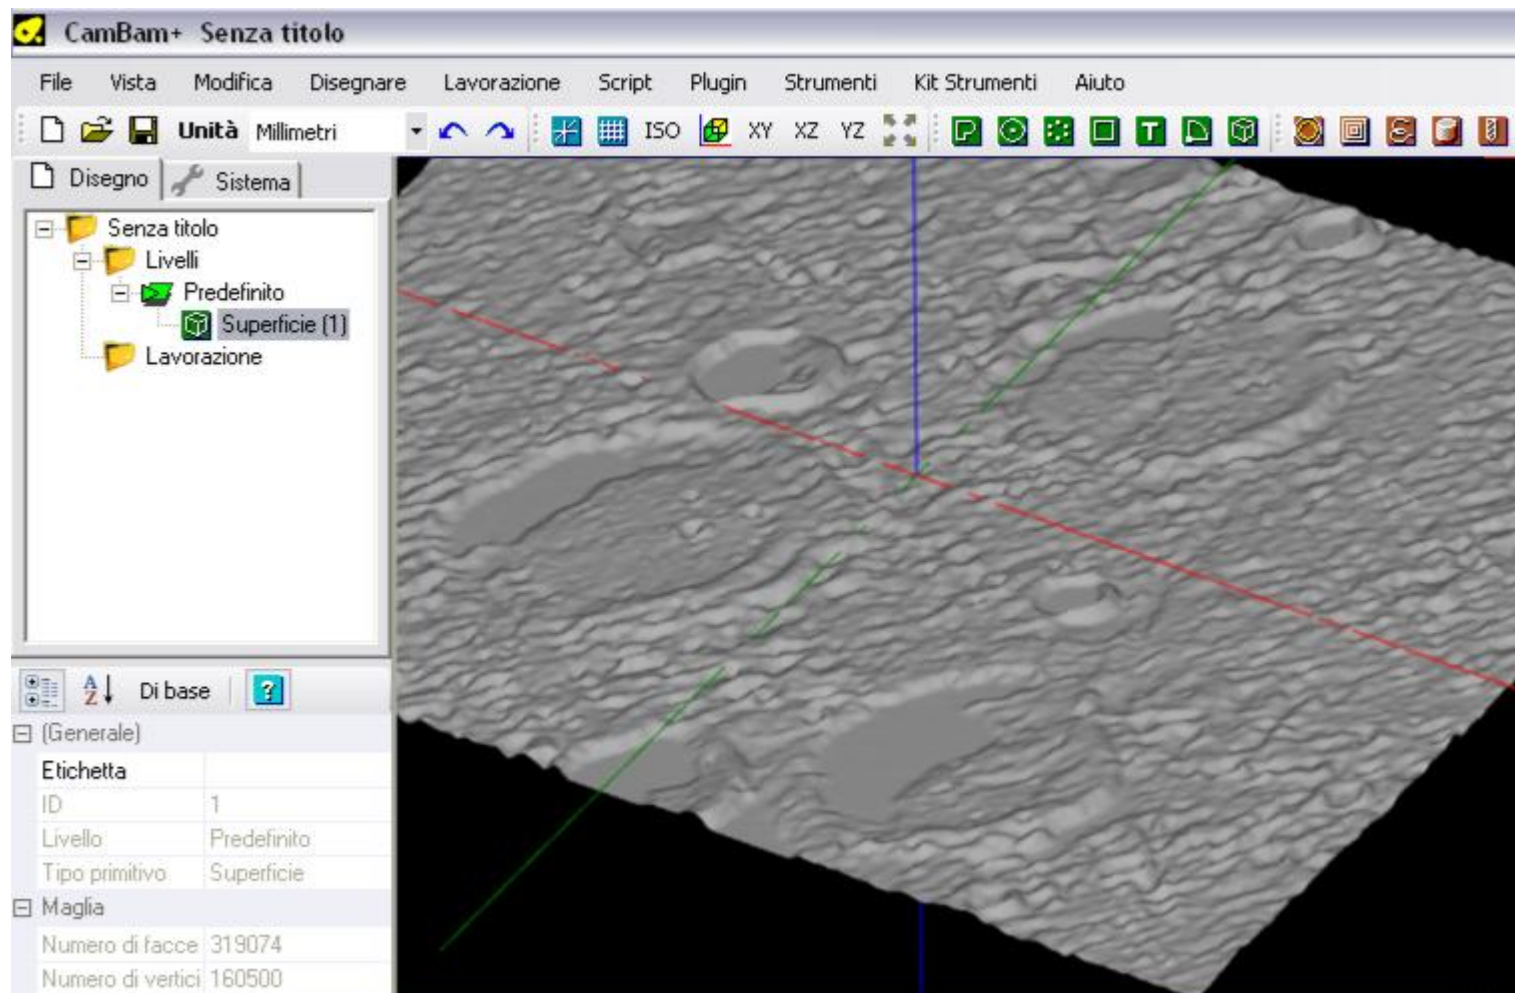 CamBam+ Senza titolo
File Vista Modifica Disegnare Lavorazione Script Plugin Strumenti Kit Strumenti Aiuto
Unità Millimetri ISO XY XZ YZ P T
Disegno Sistema
Senza titolo
Livelli
Predefinito
Superficie (1)
Lavorazione
A Z Di base ?
(Generale)
Etichetta
ID 1
Livello Predefinito
Tipo primitivo Superficie
Maglia
Numero di facce 319074
Numero di vertici 160500